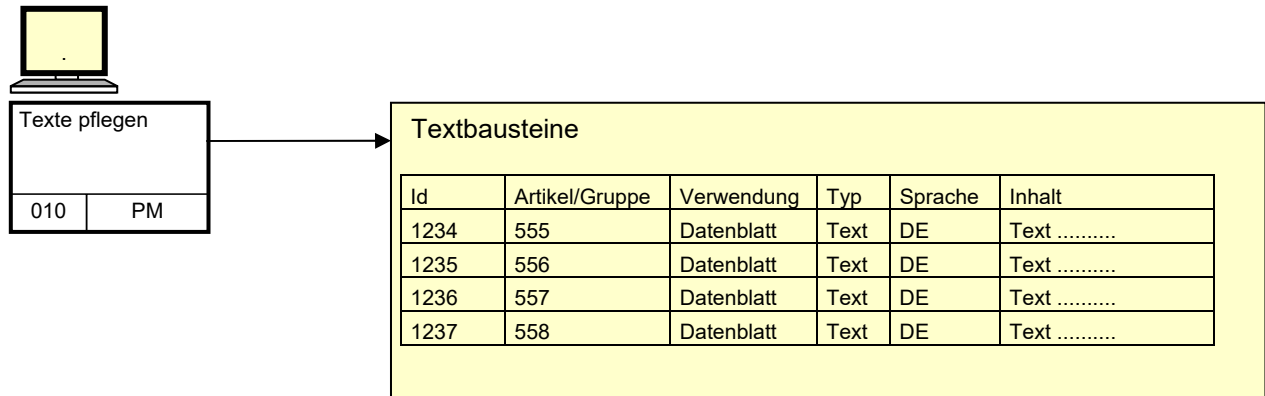 Texte pflegen
010 PM
Textbausteine
Id Artikel/Gruppe Verwendung Typ Sprache Inhalt
1234 555 Datenblatt Text DE Text ..........
1235 556 Datenblatt Text DE Text ..........
1236 557 Datenblatt Text DE Text ..........
1237 558 Datenblatt Text DE Text ..........